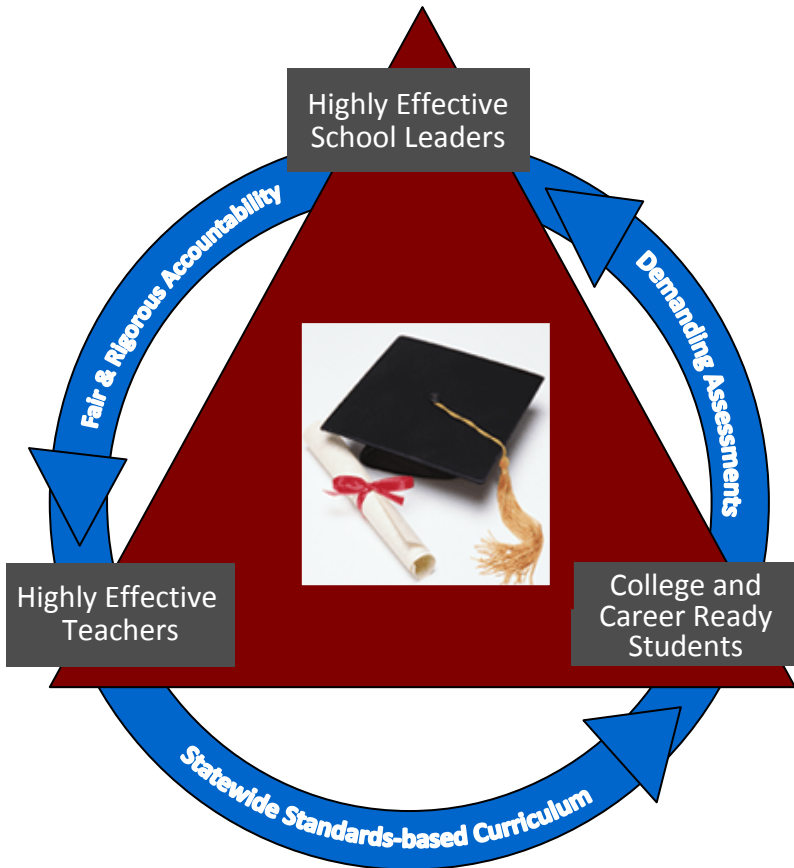 Highly Effective
School Leaders
Fair & Rigorous Accountability
Demanding Assessments
Highly Effective
Teachers
College and
Career Ready
Students
Statewide Standards-based Curriculum